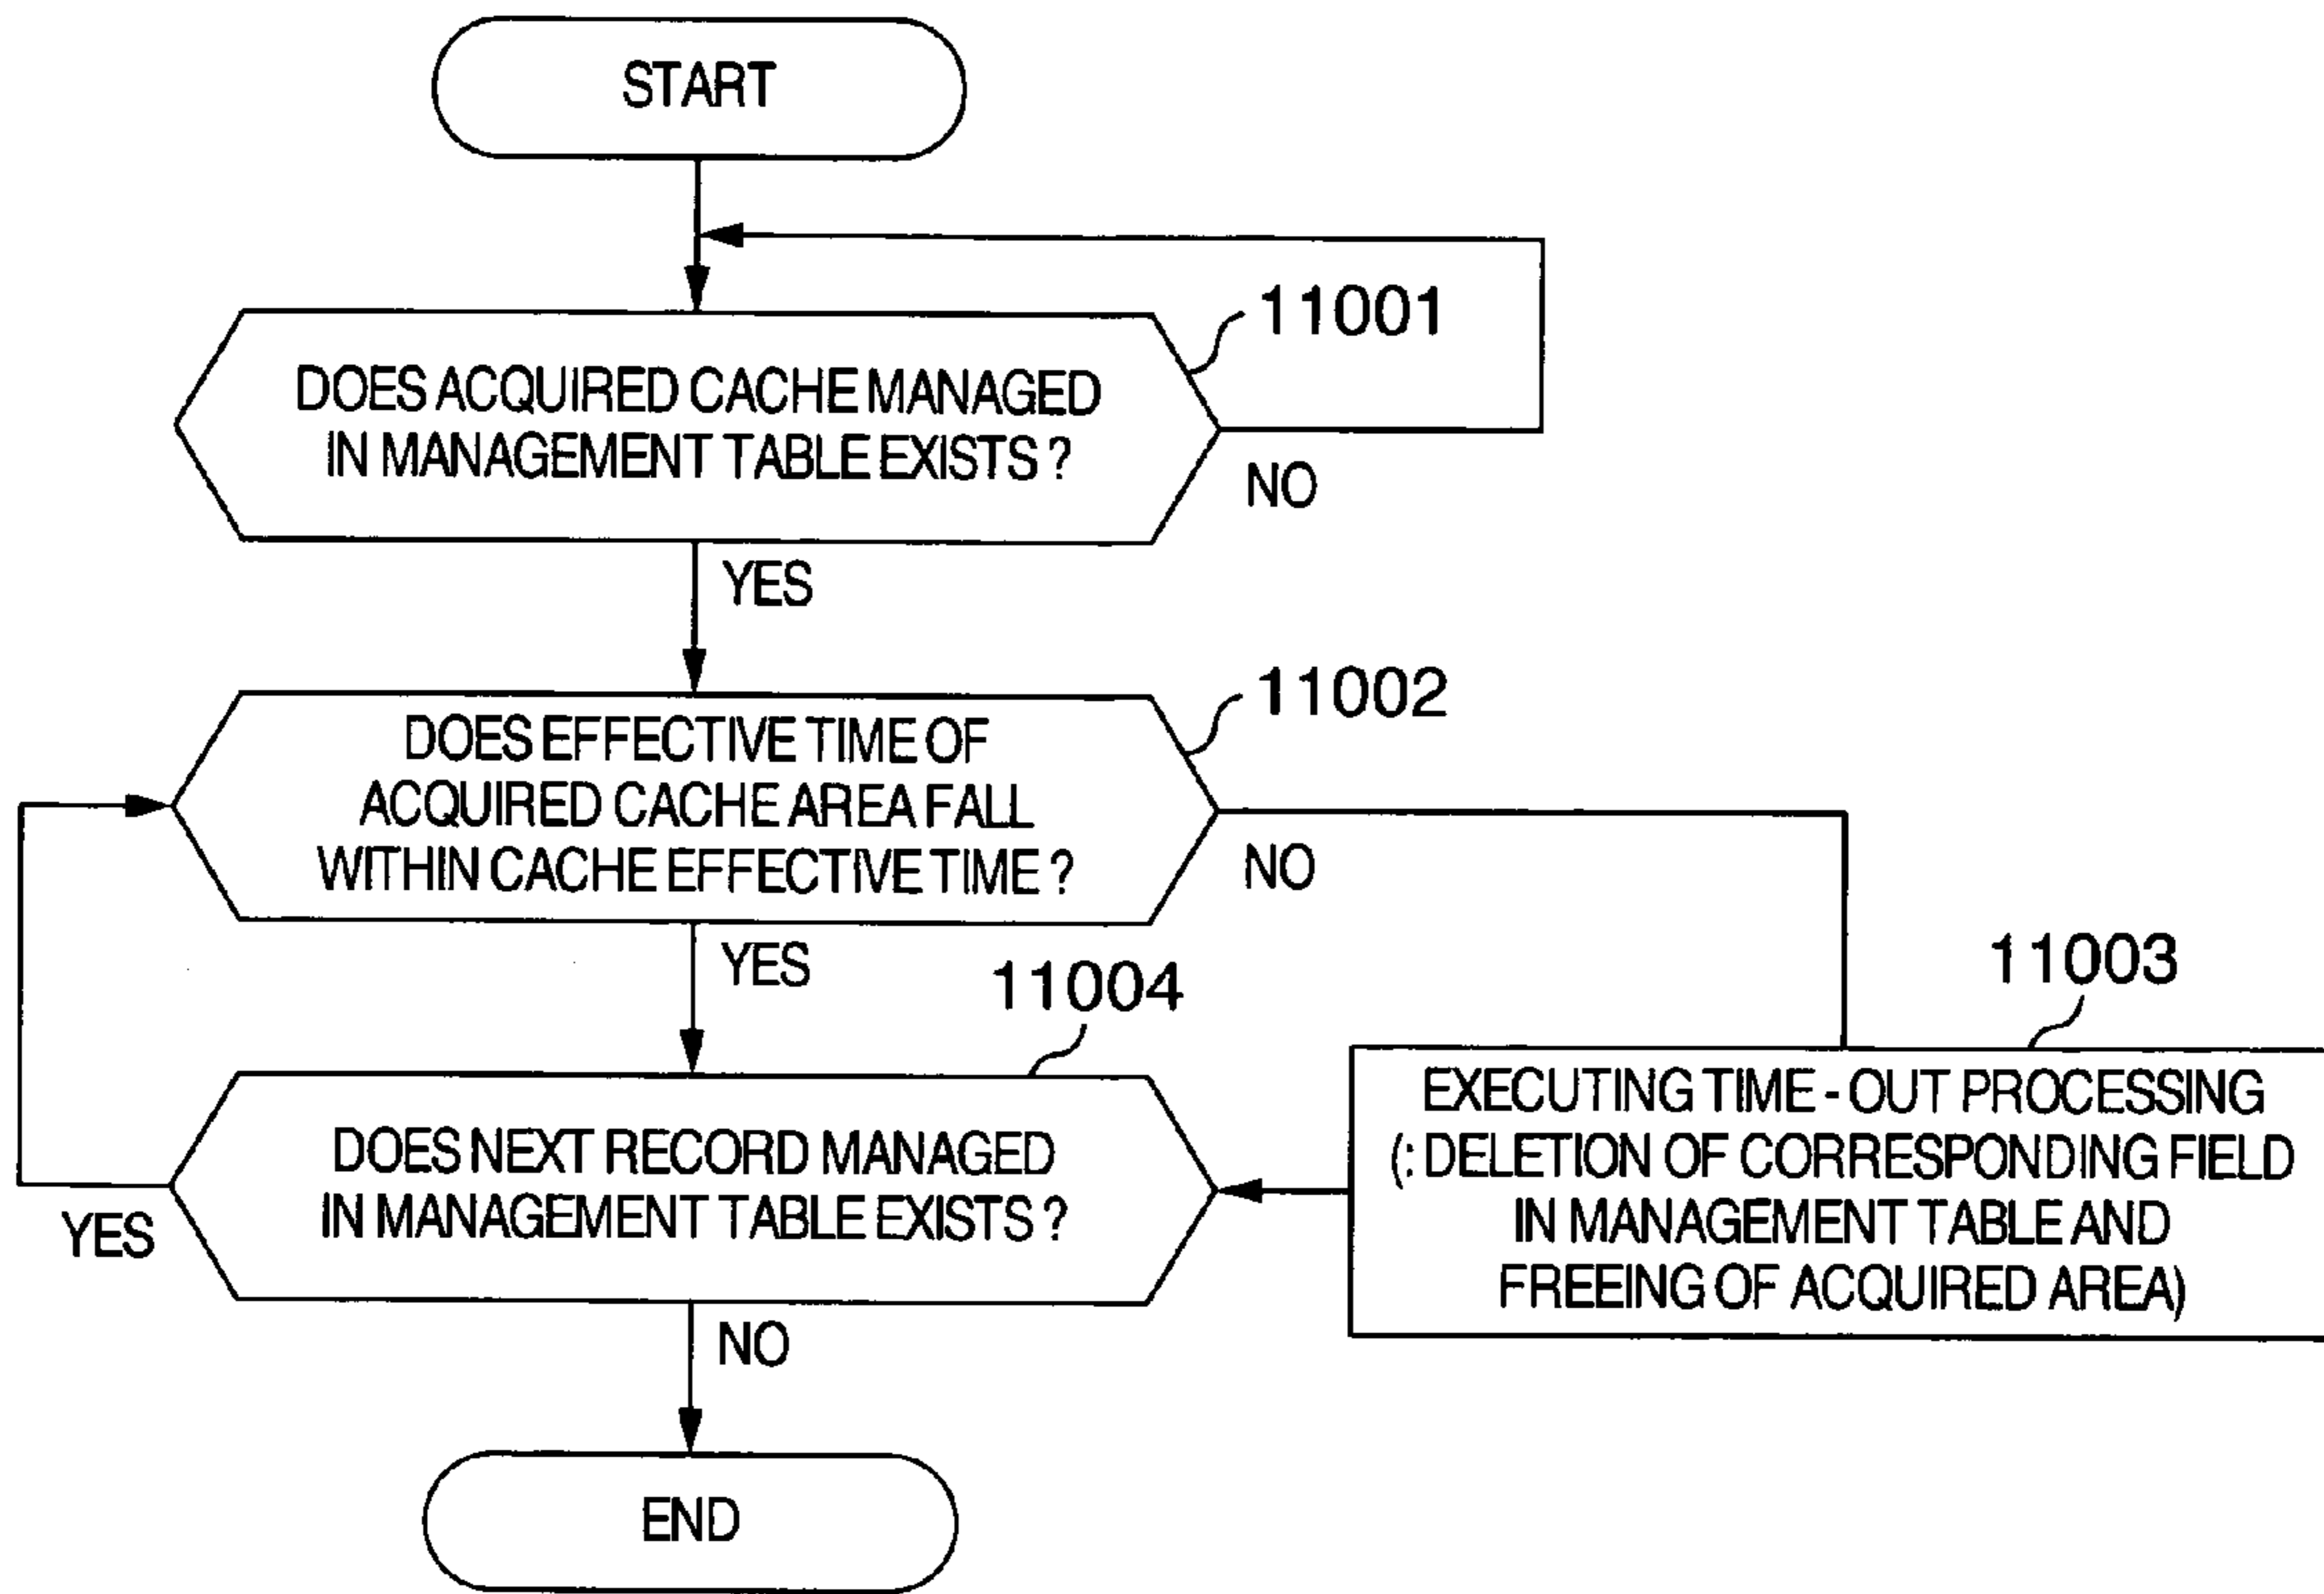 START
11001
DOES ACQUIRED CACHE MANAGED
IN MANAGEMENT TABLE EXISTS ?
NO
YES
11002
DOES EFFECTIVE TIME OF
ACQUIRED CACHE AREA FALL
WITHIN CACHE EFFECTIVE TIME ?
NO
YES
11004
11003
EXECUTING TIME - OUT PROCESSING
(: DELETION OF CORRESPONDING FIELD
IN MANAGEMENT TABLE AND
FREEING OF ACQUIRED AREA)
DOES NEXT RECORD MANAGED
IN MANAGEMENT TABLE EXISTS ?
YES
NO
END